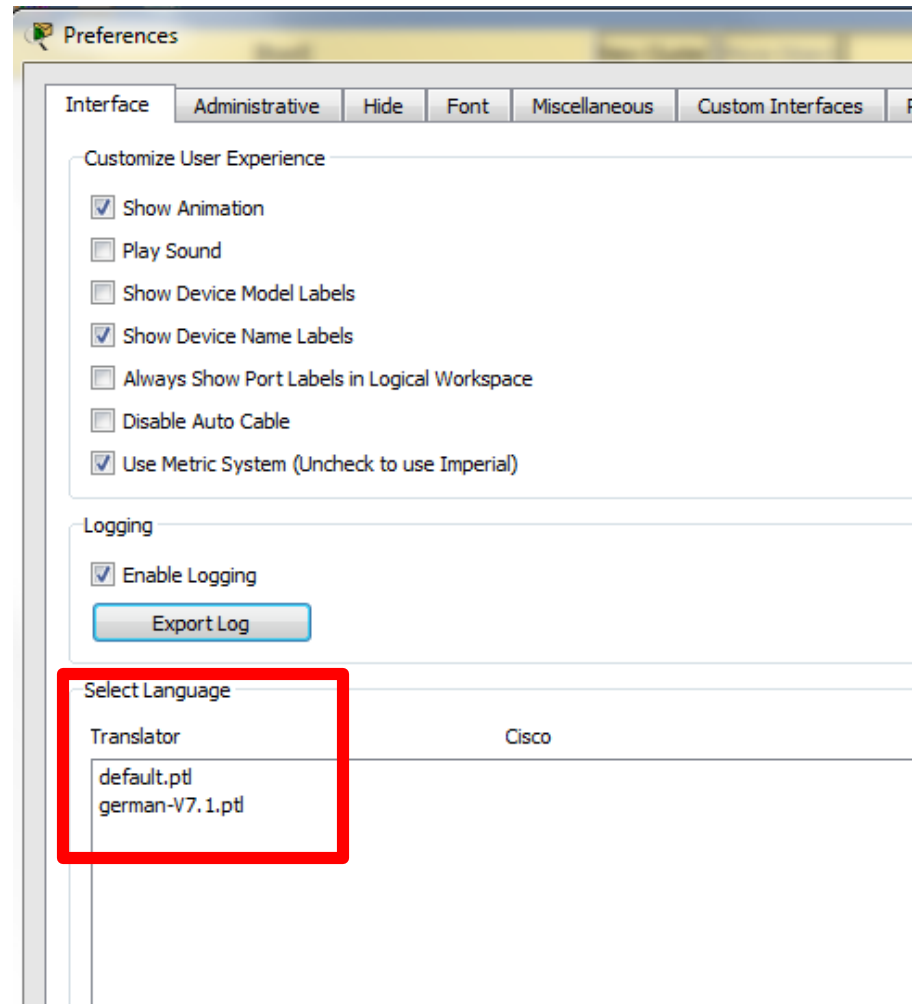 Preferences
Interface Administrative Hide Font Miscellaneous Custom Interfaces
Customize User Experience
Show Animation
Play Sound
Show Device Model Labels
Show Device Name Labels
Always Show Port Labels in Logical Workspace
Disable Auto Cable
Use Metric System (Uncheck to use Imperial)
Logging
Enable Logging
Export Log
Select Language
Translator Cisco
default.ptl
german-V7.1.ptl